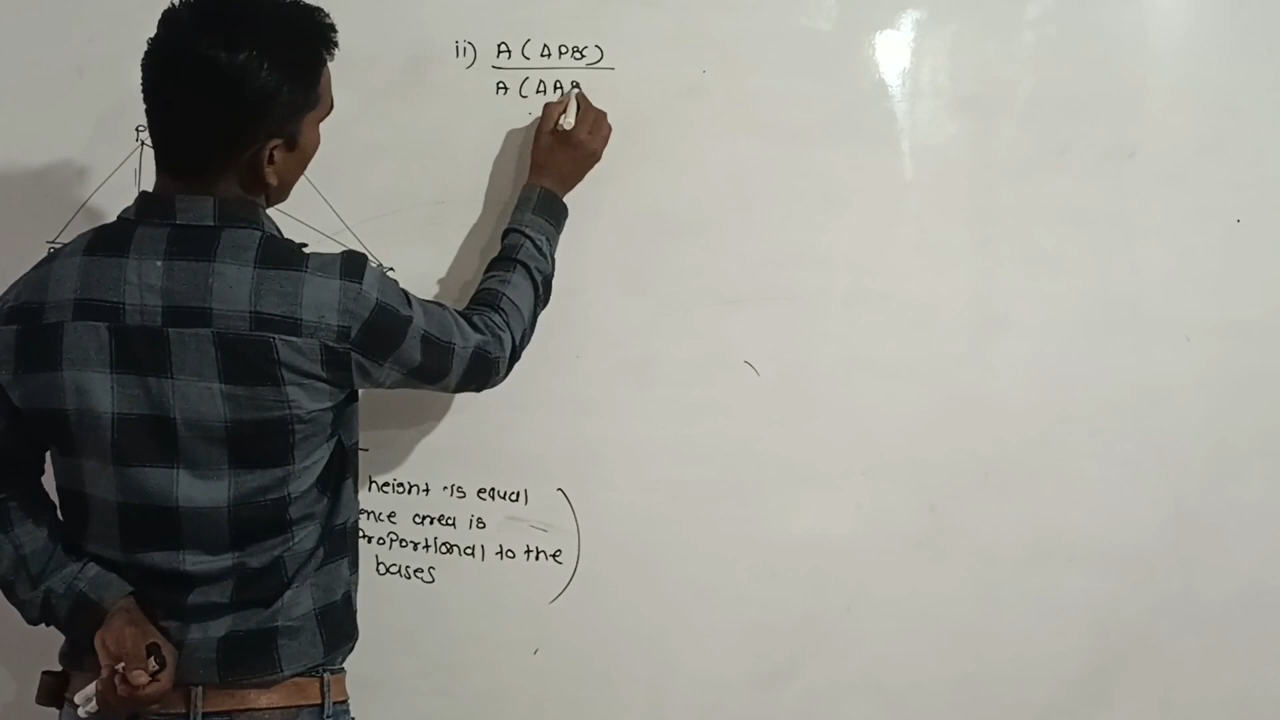 ii) A (ΔPBC)
A (ΔAB
P
height is equal
ence area is
proportional to the
bases